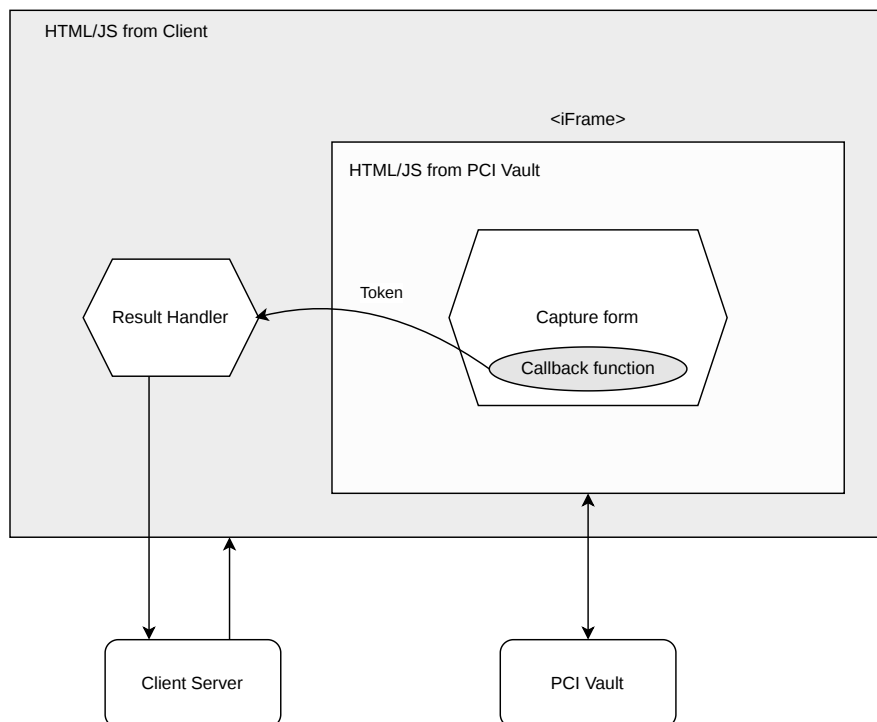 HTML/JS from Client
<iFrame>
HTML/JS from PCI Vault
Token
Result Handler
Capture form
Callback function
Client Server
PCI Vault